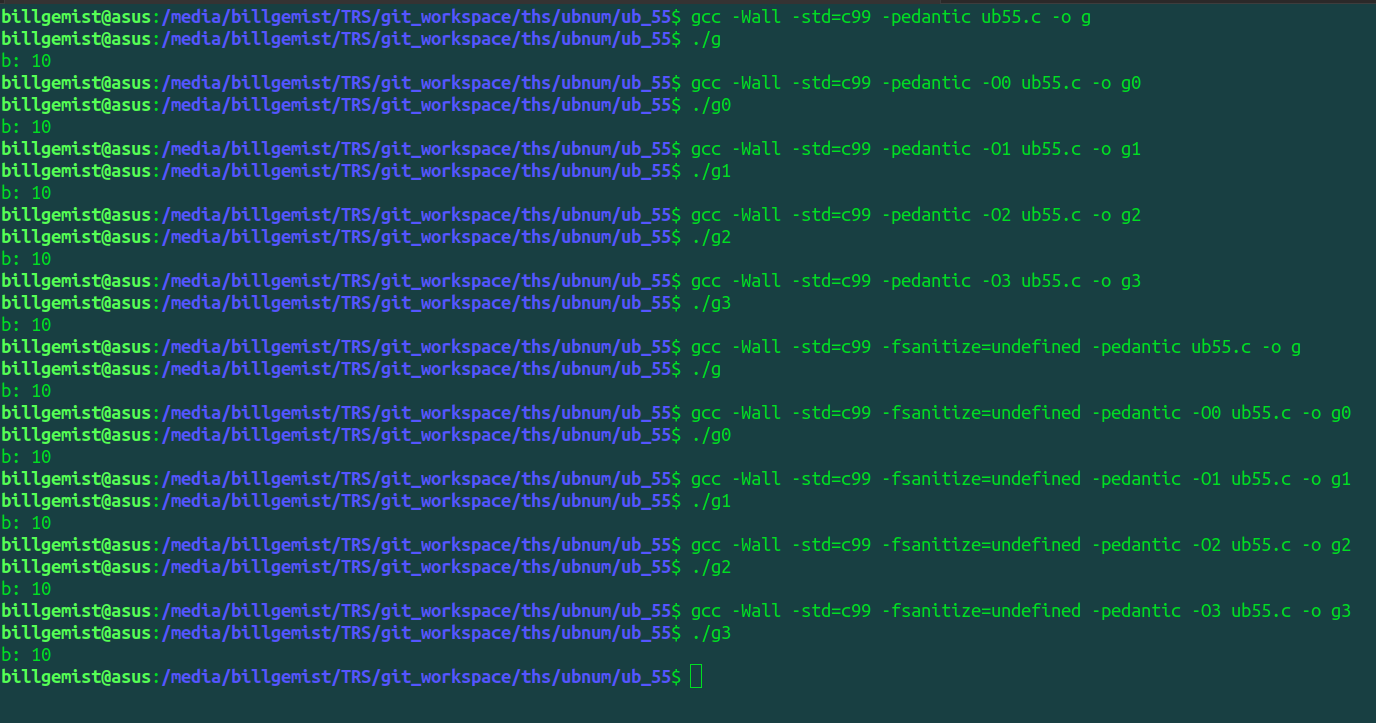 billgemist@asus:/media/billgemist/TRS/git_workspace/ths/ubnum/ub_55$ gcc -Wall -std=c99 -pedantic ub55.c -o g
billgemist@asus:/media/billgemist/TRS/git_workspace/ths/ubnum/ub_55$ ./g
b: 10
billgemist@asus:/media/billgemist/TRS/git_workspace/ths/ubnum/ub_55$ gcc -Wall -std=c99 -pedantic -O0 ub55.c -o g0
billgemist@asus:/media/billgemist/TRS/git_workspace/ths/ubnum/ub_55$ ./g0
b: 10
billgemist@asus:/media/billgemist/TRS/git_workspace/ths/ubnum/ub_55$ gcc -Wall -std=c99 -pedantic -O1 ub55.c -o g1
billgemist@asus:/media/billgemist/TRS/git_workspace/ths/ubnum/ub_55$ ./g1
b: 10
billgemist@asus:/media/billgemist/TRS/git_workspace/ths/ubnum/ub_55$ gcc -Wall -std=c99 -pedantic -O2 ub55.c -o g2
billgemist@asus:/media/billgemist/TRS/git_workspace/ths/ubnum/ub_55$ ./g2
b: 10
billgemist@asus:/media/billgemist/TRS/git_workspace/ths/ubnum/ub_55$ gcc -Wall -std=c99 -pedantic -O3 ub55.c -o g3
billgemist@asus:/media/billgemist/TRS/git_workspace/ths/ubnum/ub_55$ ./g3
b: 10
billgemist@asus:/media/billgemist/TRS/git_workspace/ths/ubnum/ub_55$ gcc -Wall -std=c99 -fsanitize=undefined -pedantic ub55.c -o g
billgemist@asus:/media/billgemist/TRS/git_workspace/ths/ubnum/ub_55$ ./g
b: 10
billgemist@asus:/media/billgemist/TRS/git_workspace/ths/ubnum/ub_55$ gcc -Wall -std=c99 -fsanitize=undefined -pedantic -O0 ub55.c -o g0
billgemist@asus:/media/billgemist/TRS/git_workspace/ths/ubnum/ub_55$ ./g0
b: 10
billgemist@asus:/media/billgemist/TRS/git_workspace/ths/ubnum/ub_55$ gcc -Wall -std=c99 -fsanitize=undefined -pedantic -O1 ub55.c -o g1
billgemist@asus:/media/billgemist/TRS/git_workspace/ths/ubnum/ub_55$ ./g1
b: 10
billgemist@asus:/media/billgemist/TRS/git_workspace/ths/ubnum/ub_55$ gcc -Wall -std=c99 -fsanitize=undefined -pedantic -O2 ub55.c -o g2
billgemist@asus:/media/billgemist/TRS/git_workspace/ths/ubnum/ub_55$ ./g2
b: 10
billgemist@asus:/media/billgemist/TRS/git_workspace/ths/ubnum/ub_55$ gcc -Wall -std=c99 -fsanitize=undefined -pedantic -O3 ub55.c -o g3
billgemist@asus:/media/billgemist/TRS/git_workspace/ths/ubnum/ub_55$ ./g3
b: 10
billgemist@asus:/media/billgemist/TRS/git_workspace/ths/ubnum/ub_55$